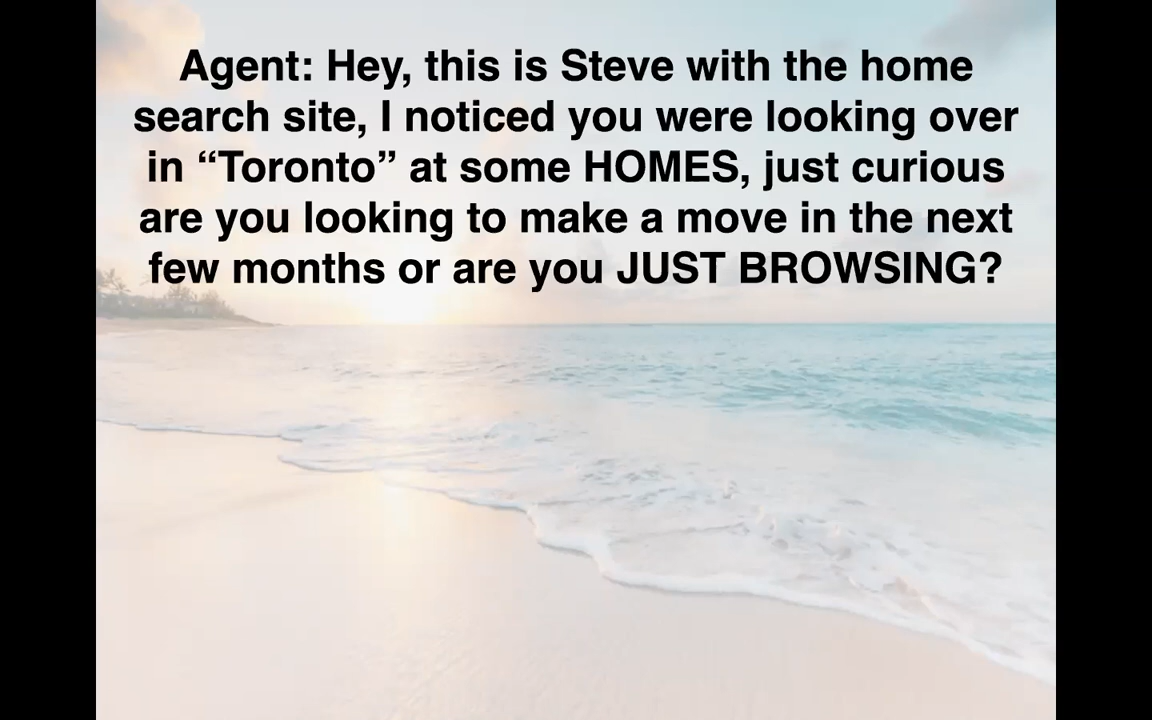 Agent: Hey, this is Steve with the home
search site, I noticed you were looking over
in “Toronto” at some HOMES, just curious
are you looking to make a move in the next
few months or are you JUST BROWSING?